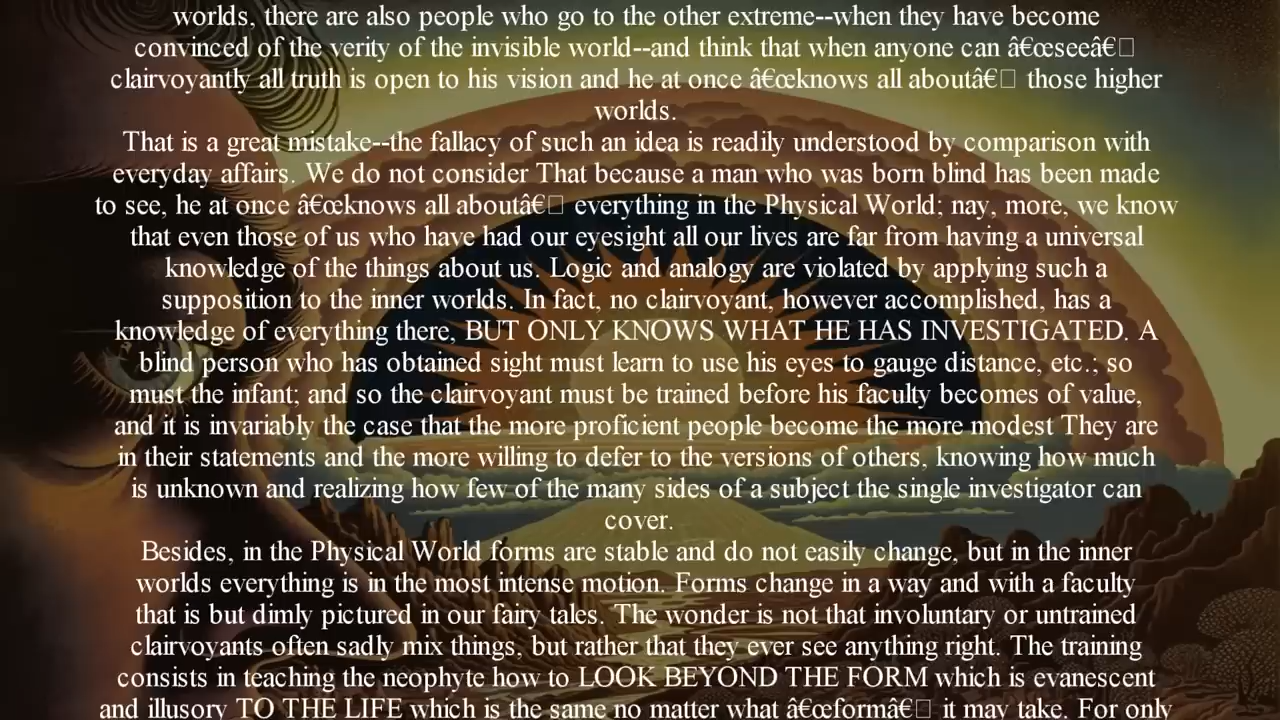 worlds, there are also people who go to the other extreme--when they have become
convinced of the verity of the invisible world--and think that when anyone can â€œseeâ€□
clairvoyantly all truth is open to his vision and he at once â€œknows all aboutâ€□ those higher
worlds.
That is a great mistake--the fallacy of such an idea is readily understood by comparison with
everyday affairs. We do not consider That because a man who was born blind has been made
to see, he at once â€œknows all aboutâ€□ everything in the Physical World; nay, more, we know
that even those of us who have had our eyesight all our lives are far from having a universal
knowledge of the things about us. Logic and analogy are violated by applying such a
supposition to the inner worlds. In fact, no clairvoyant, however accomplished, has a
knowledge of everything there, BUT ONLY KNOWS WHAT HE HAS INVESTIGATED. A
blind person who has obtained sight must learn to use his eyes to gauge distance, etc.; so
must the infant; and so the clairvoyant must be trained before his faculty becomes of value,
and it is invariably the case that the more proficient people become the more modest They are
in their statements and the more willing to defer to the versions of others, knowing how much
is unknown and realizing how few of the many sides of a subject the single investigator can
cover.
Besides, in the Physical World forms are stable and do not easily change, but in the inner
worlds everything is in the most intense motion. Forms change in a way and with a faculty
that is but dimly pictured in our fairy tales. The wonder is not that involuntary or untrained
clairvoyants often sadly mix things, but rather that they ever see anything right. The training
consists in teaching the neophyte how to LOOK BEYOND THE FORM which is evanescent
and illusory TO THE LIFE which is the same no matter what â€œformâ€□ it may take. For only